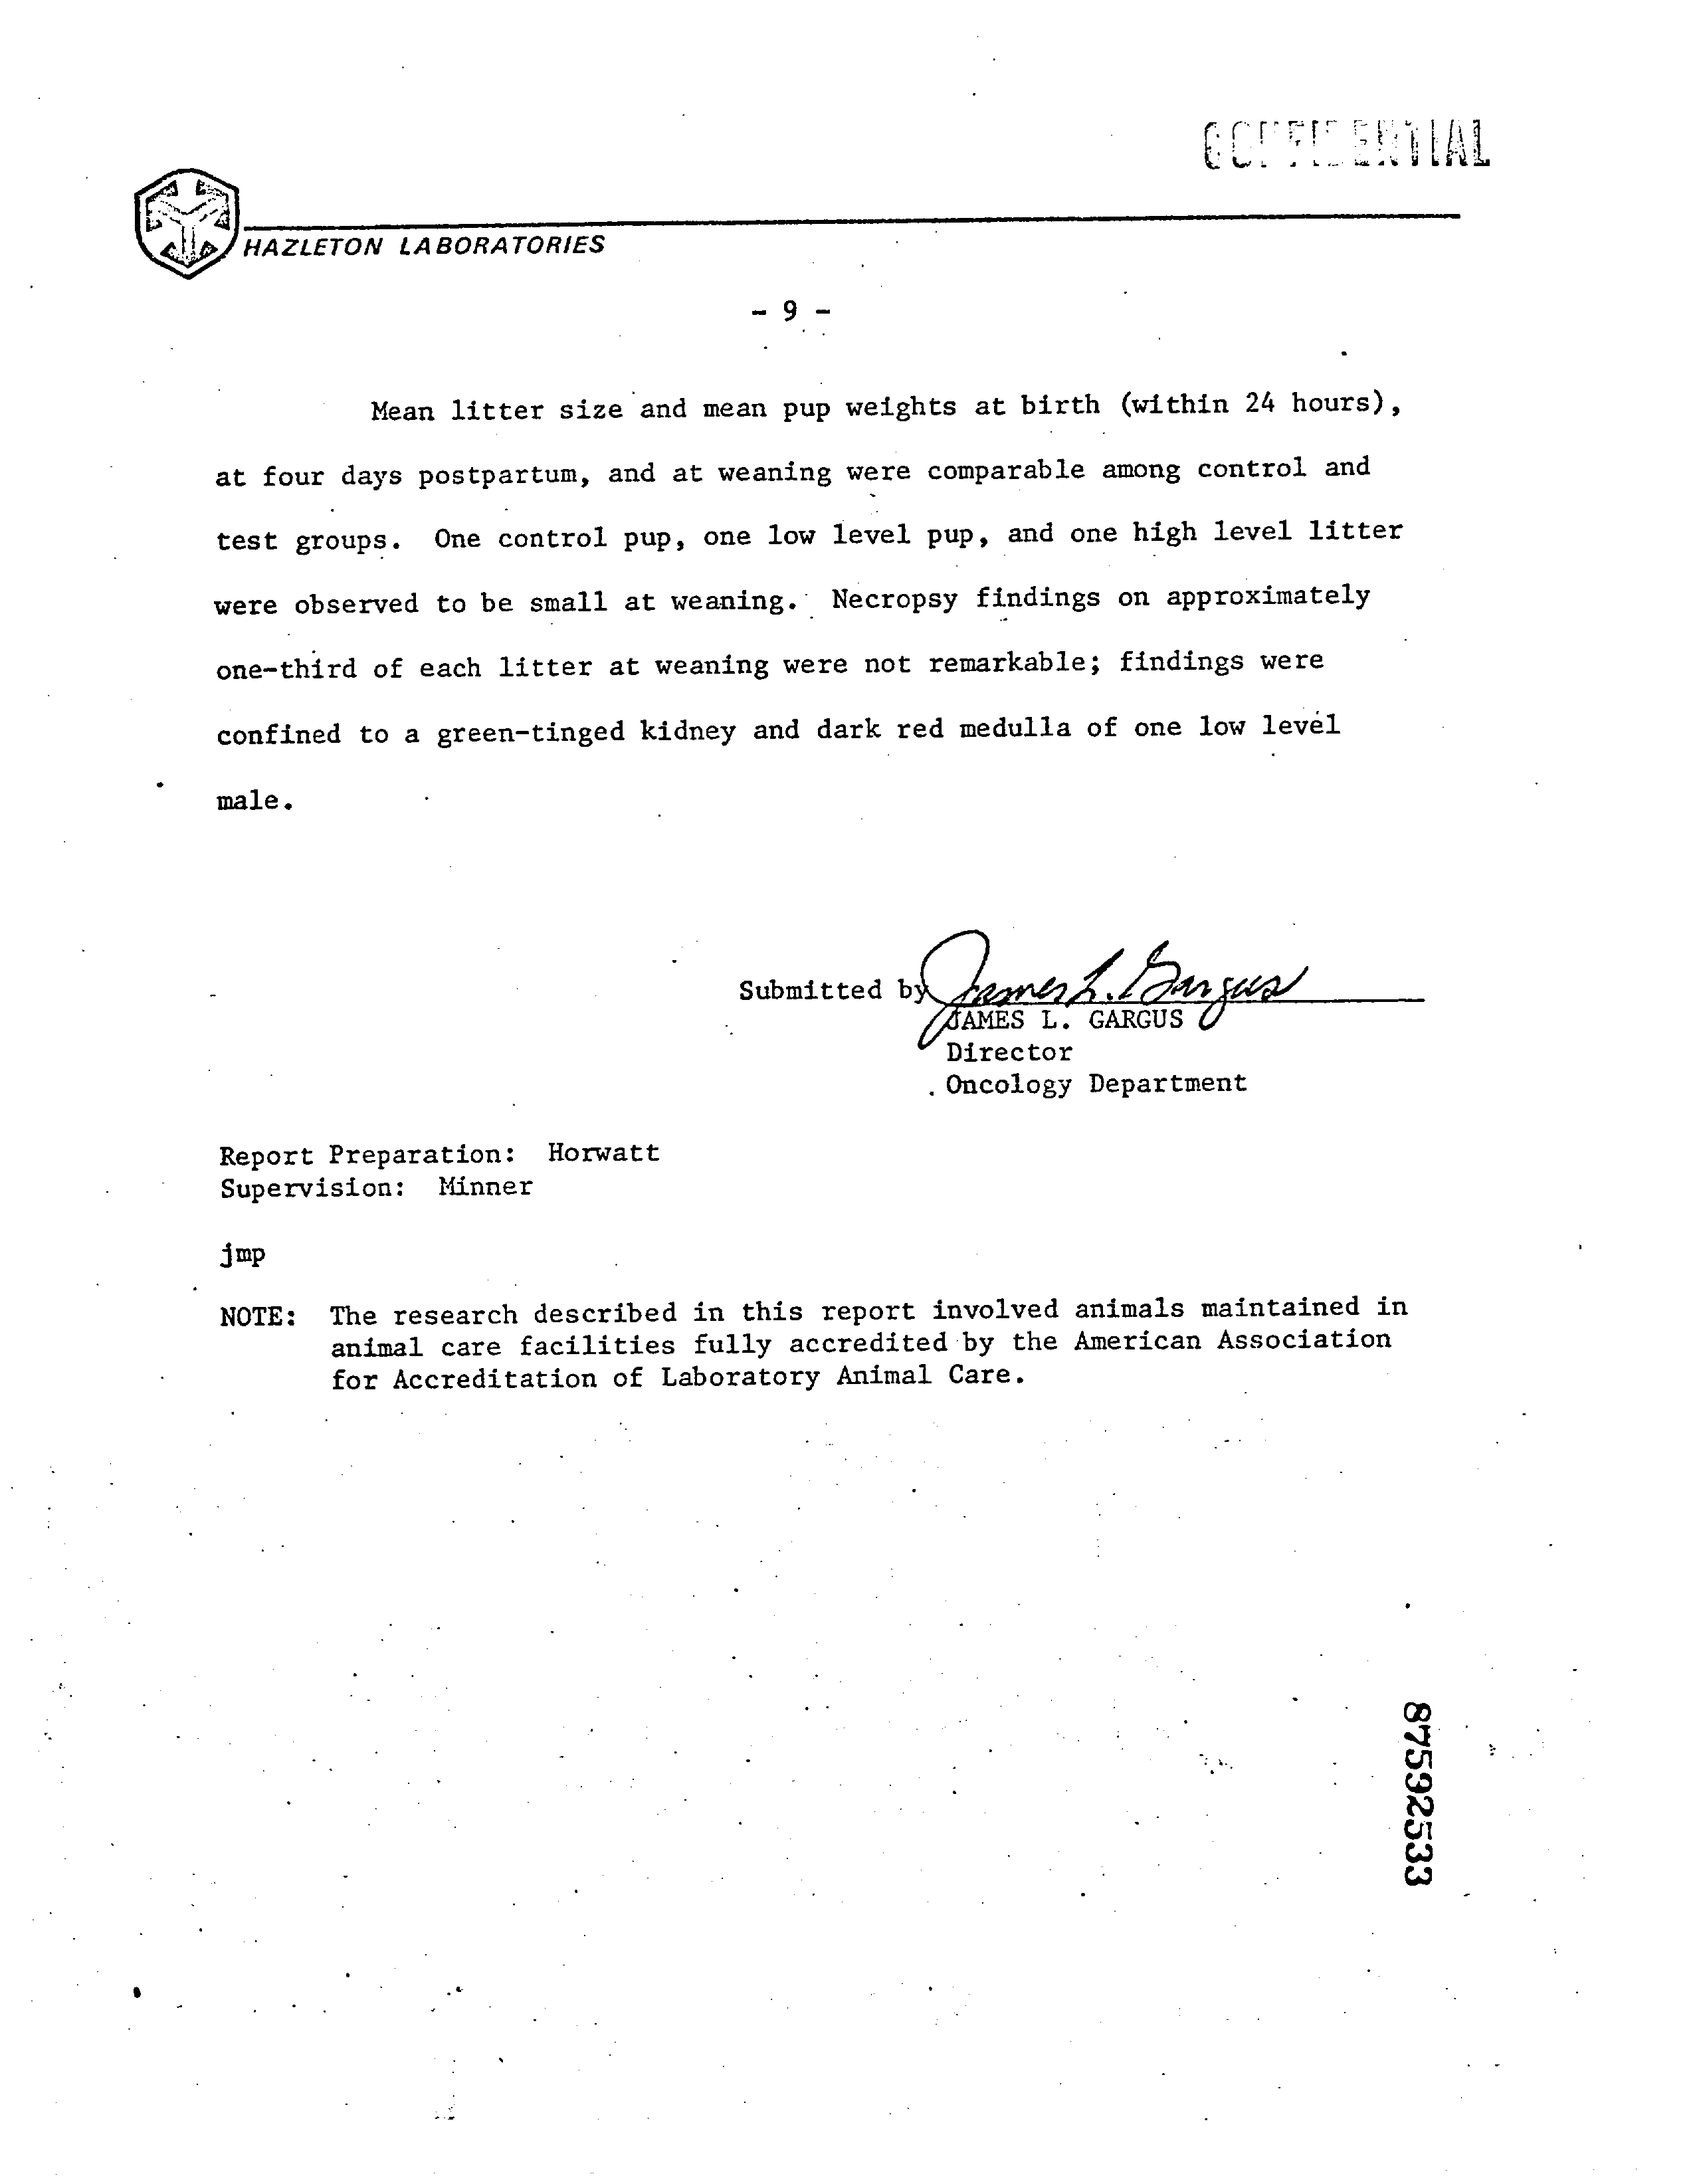 CONFIDENTIAL
HAZLETON LABORATORIES
- 9 -
Mean litter size and mean pup weights at birth (within 24 hours),
at four days postpartum, and at weaning were comparable among control and
test groups. One control pup, one low level pup, and one high level litter
were observed to be small at weaning. Necropsy findings on approximately
one-third of each litter at weaning were not remarkable; findings were
confined to a green-tinged kidney and dark red medulla of one low level
male.
Submitted by James L. Gargus
JAMES L. GARGUS
Director
Oncology Department
Report Preparation: Horwatt
Supervision: Minner
jmp
NOTE: The research described in this report involved animals maintained in
animal care facilities fully accredited by the American Association
for Accreditation of Laboratory Animal Care.
87592533